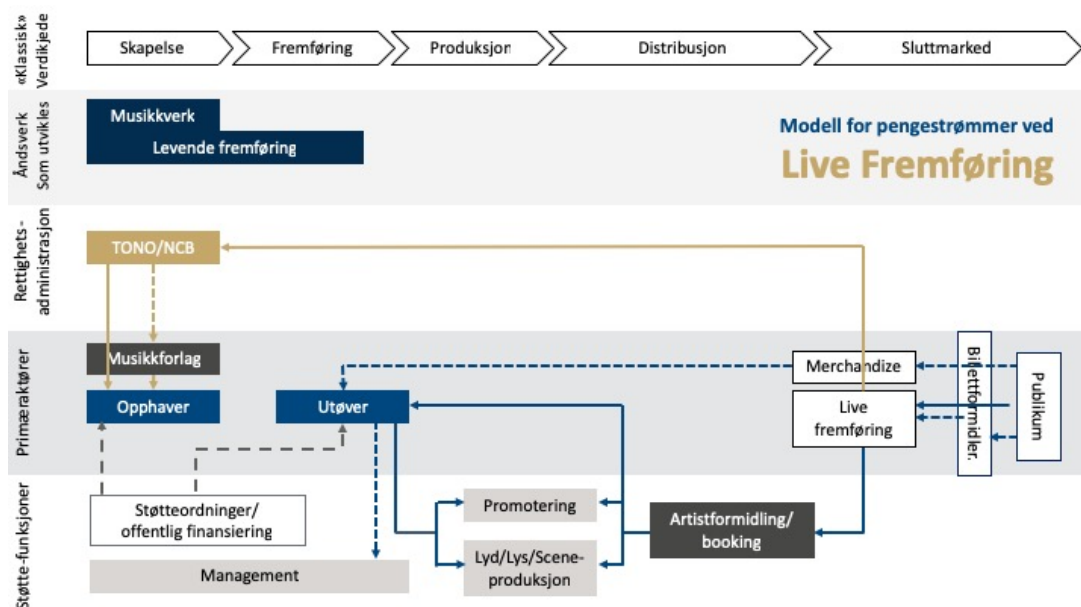 «Klassisk»
Verdikjede
Skapelse
Fremføring
Produksjon
Distribusjon
Sluttmarked
Åndsverk
Som utvikles
Musikkverk
Levende fremføring
Modell for pengestrømmer ved
Live Fremføring
Rettighets-
administrasjon
TONO/NCB
Primæraktører
Musikkforlag
Opphaver
Utøver
Merchandize
Live
fremføring
Billettformidler.
Publikum
Støtte-funksjoner
Støtteordninger/
offentlig finansiering
Management
Promotering
Lyd/Lys/Scene-
produksjon
Artistformidling/
booking